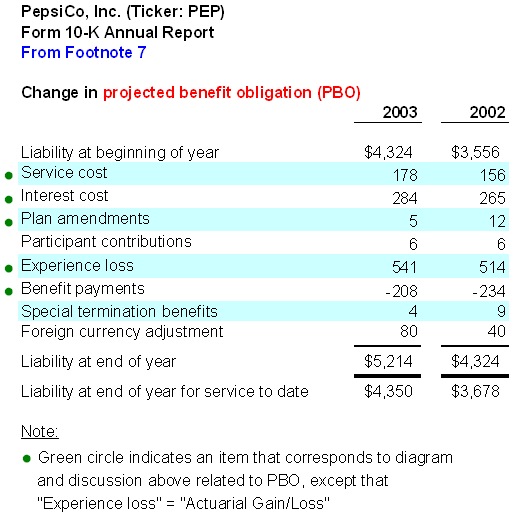 PepsiCo, Inc. (Ticker: PEP)
Form 10-K Annual Report
From Footnote 7
Change in projected benefit obligation (PBO)
2003 2002
Liability at beginning of year $4,324 $3,556
Service cost 178 156
Interest cost 284 265
Plan amendments 5 12
Participant contributions 6 6
Experience loss 541 514
Benefit payments -208 -234
Special termination benefits 4 9
Foreign currency adjustment 80 40
Liability at end of year $5,214 $4,324
Liability at end of year for service to date $4,350 $3,678
Note:
Green circle indicates an item that corresponds to diagram
and discussion above related to PBO, except that
"Experience loss" = "Actuarial Gain/Loss"